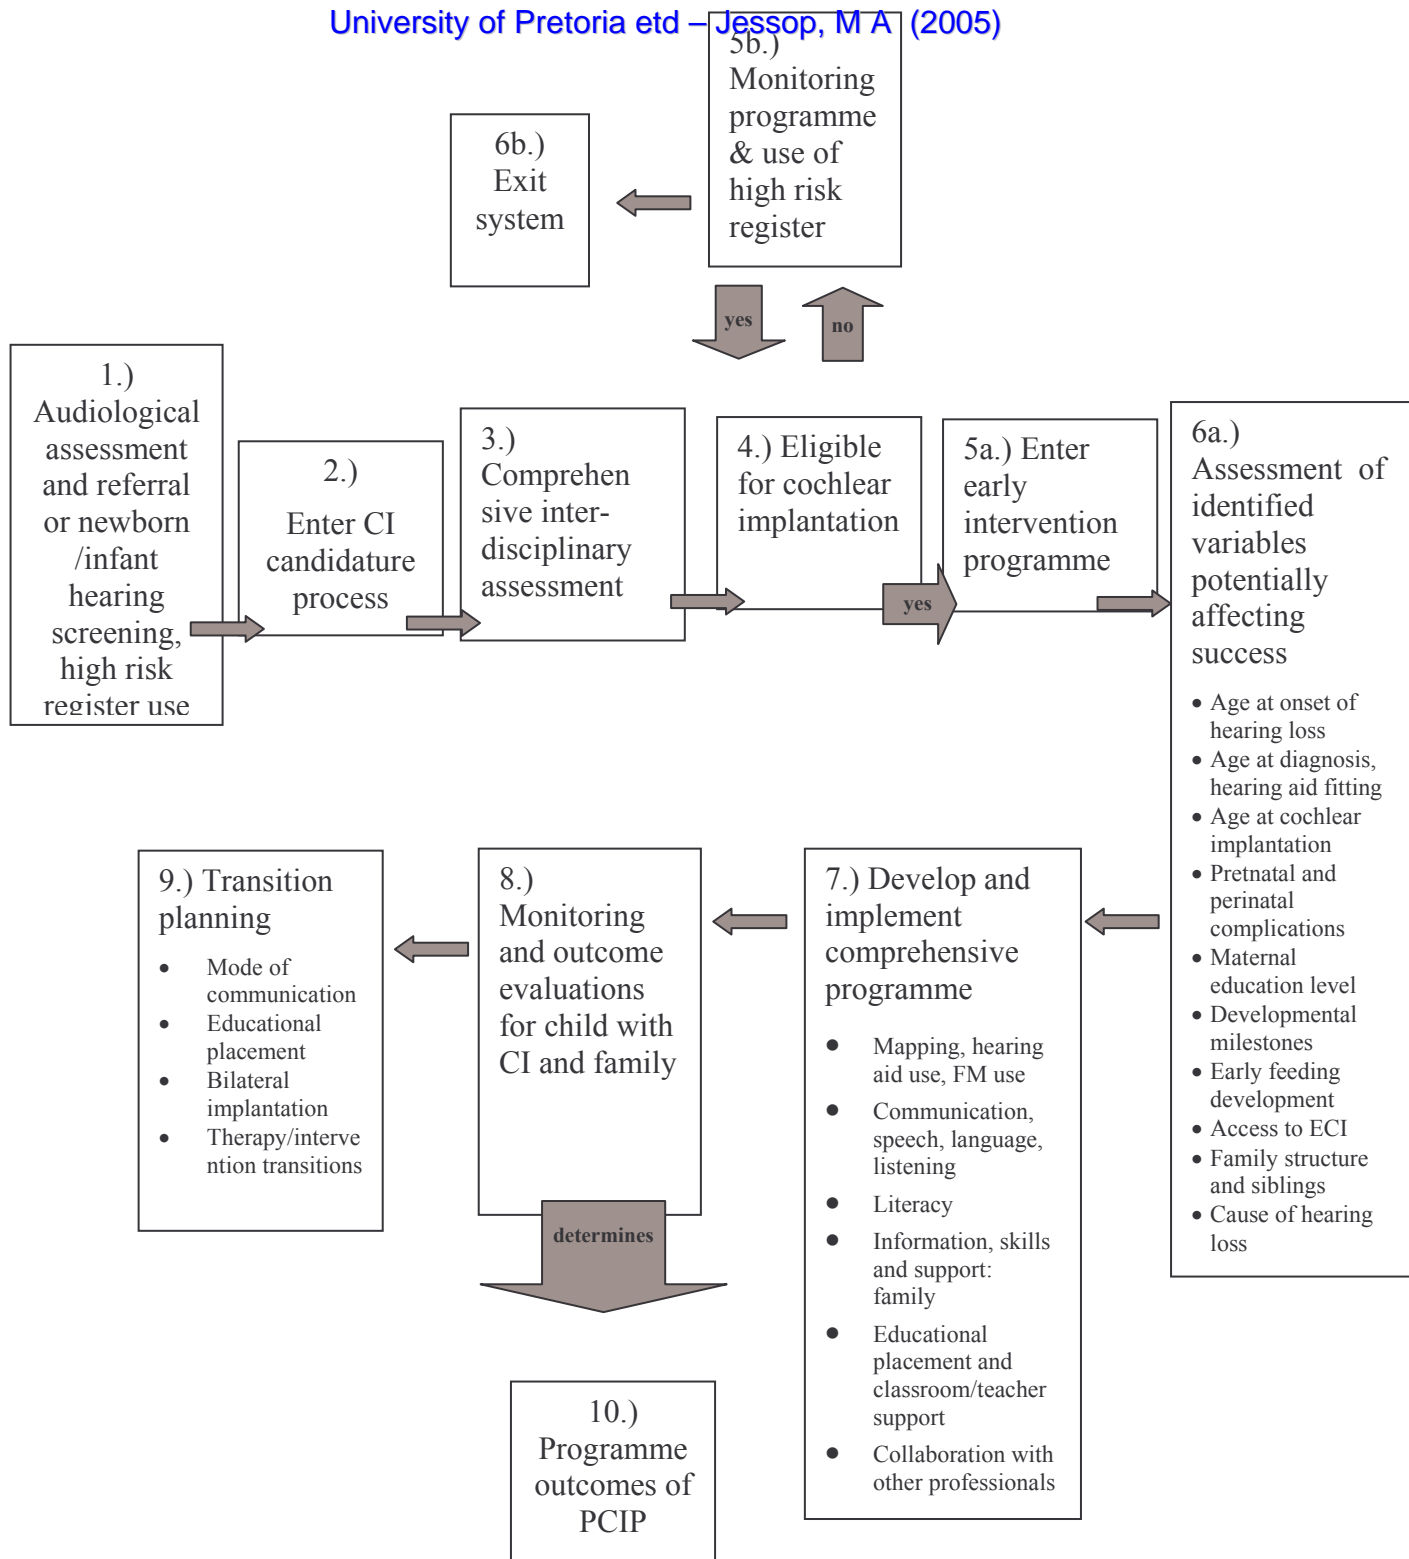 University of Pretoria etd – Jessop, M A (2005)
5b.)
Monitoring
programme
& use of
high risk
register
6b.)
Exit
system
yes
no
1.)
Audiological
assessment
and referral
or newborn
/infant
hearing
screening,
high risk
register use
2.)
Enter CI
candidature
process
3.)
Comprehen
sive inter-
disciplinary
assessment
4.) Eligible
for cochlear
implantation
yes
5a.) Enter
early
intervention
programme
6a.)
Assessment of
identified
variables
potentially
affecting
success
• Age at onset of
hearing loss
• Age at diagnosis,
hearing aid fitting
• Age at cochlear
implantation
• Pretnatal and
perinatal
complications
• Maternal
education level
• Developmental
milestones
• Early feeding
development
• Access to ECI
• Family structure
and siblings
• Cause of hearing
loss
7.) Develop and
implement
comprehensive
programme
• Mapping, hearing
aid use, FM use
• Communication,
speech, language,
listening
• Literacy
• Information, skills
and support:
family
• Educational
placement and
classroom/teacher
support
• Collaboration with
other professionals
8.)
Monitoring
and outcome
evaluations
for child with
CI and family
determines
9.) Transition
planning
• Mode of
communication
• Educational
placement
• Bilateral
implantation
• Therapy/interve
ntion transitions
10.)
Programme
outcomes of
PCIP